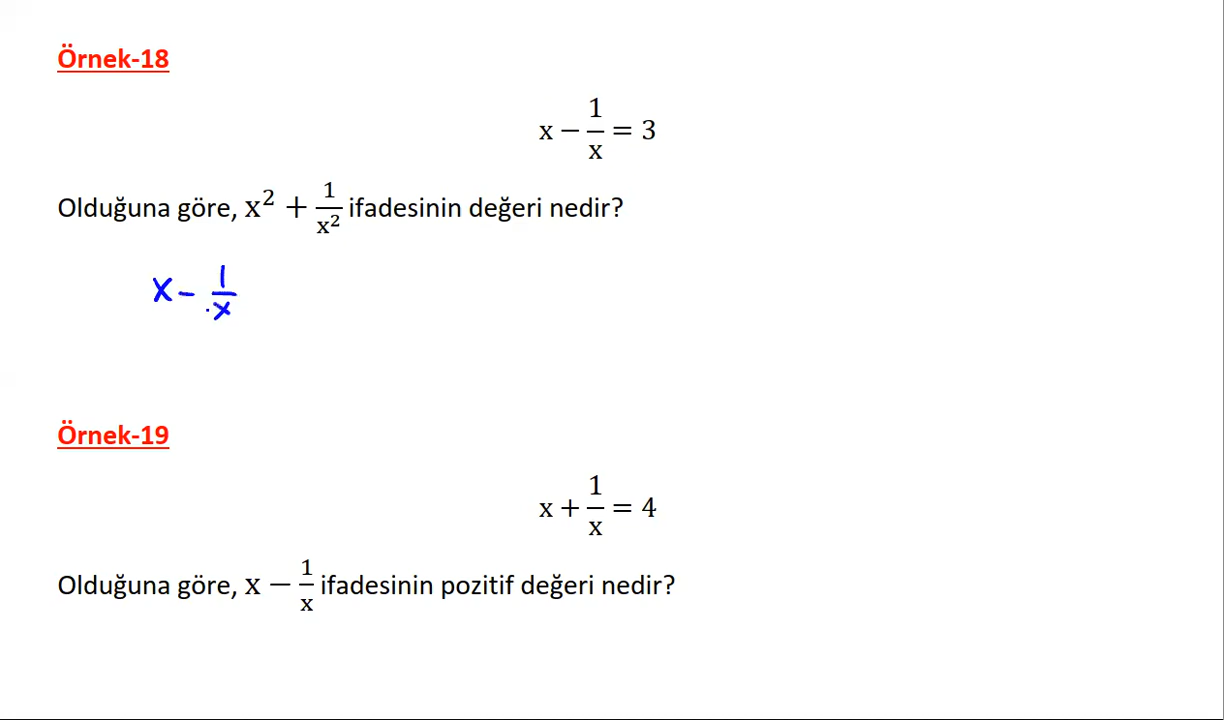 Örnek-18
x − 1/x = 3
Olduğuna göre, x² + 1/x² ifadesinin değeri nedir?
x − 1/x
Örnek-19
x + 1/x = 4
Olduğuna göre, x − 1/x ifadesinin pozitif değeri nedir?